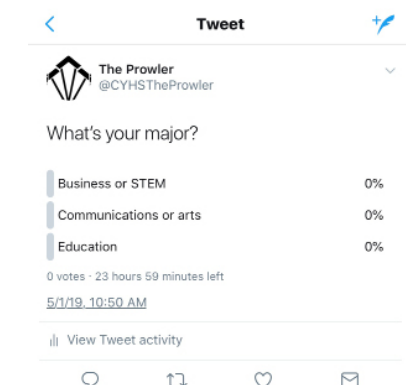 Tweet
The Prowler
@CYHSTheProwler
What's your major?
Business or STEM 0%
Communications or arts 0%
Education 0%
0 votes · 23 hours 59 minutes left
5/1/19, 10:50 AM
View Tweet activity